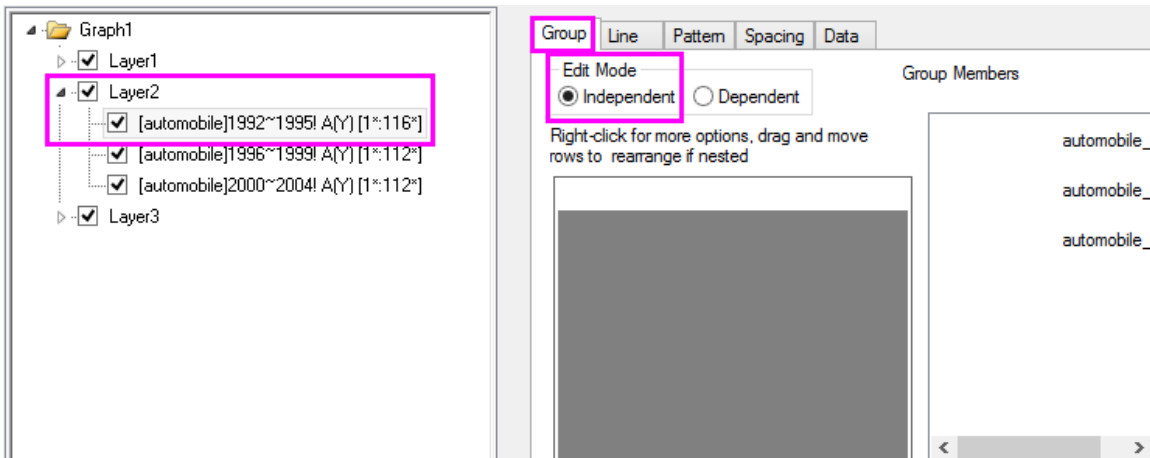 Graph1
Layer1
Layer2
[automobile]1992~1995! A(Y) [1*:116*]
[automobile]1996~1999! A(Y) [1*:112*]
[automobile]2000~2004! A(Y) [1*:112*]
Layer3
Group Line Pattern Spacing Data
Edit Mode
Independent Dependent
Group Members
Right-click for more options, drag and move
rows to rearrange if nested
automobile_
automobile_
automobile_